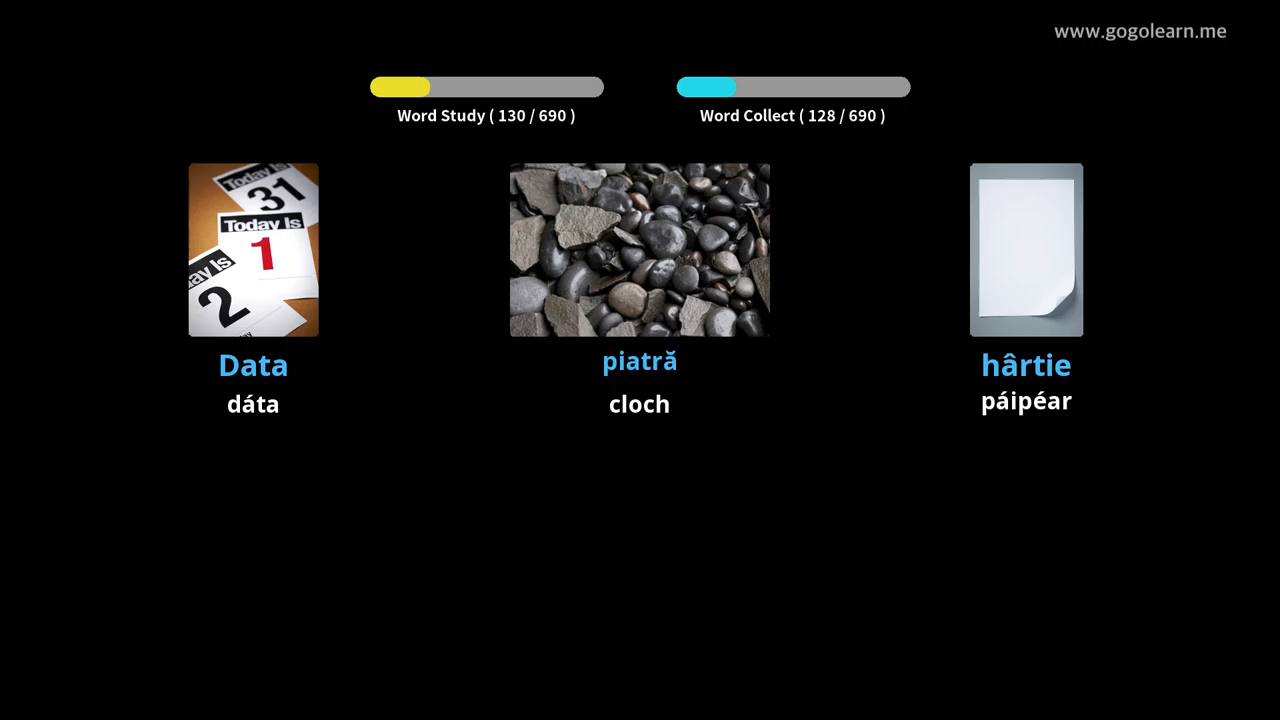 www.gogolearn.me
Word Study ( 130 / 690 )
Word Collect ( 128 / 690 )
Today Is
31
Today Is
1
ay Is
2
Data
piatră
hârtie
dáta
cloch
páipéar